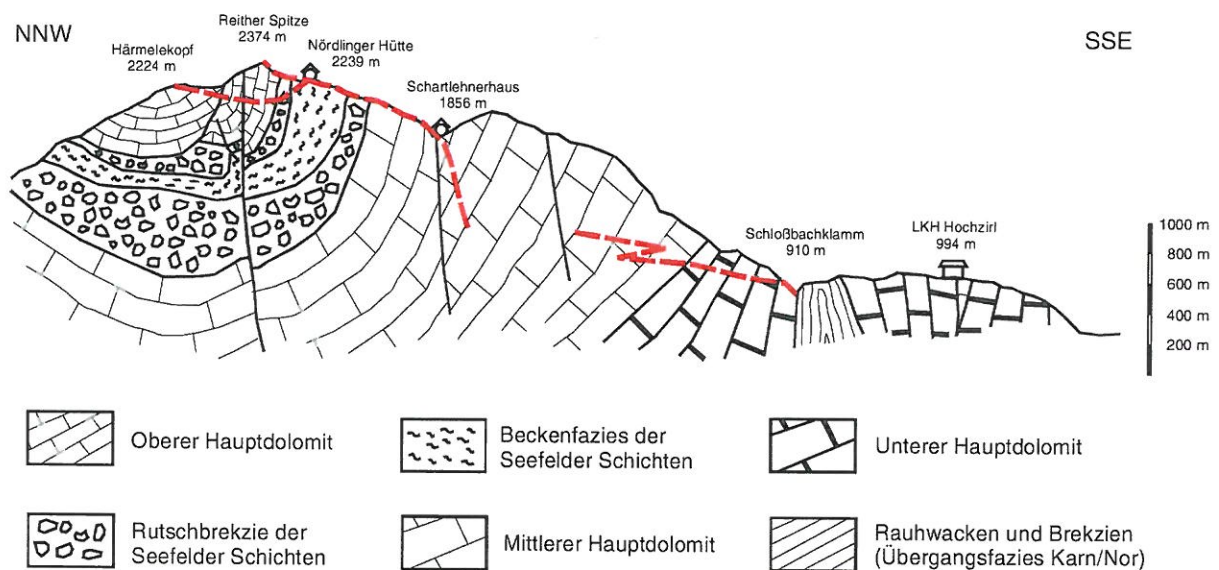 NNW
SSE
Reither Spitze
2374 m
Härmelekopf
2224 m
Nördlinger Hütte
2239 m
Schartlehnerhaus
1856 m
Schloßbachklamm
910 m
LKH Hochzirl
994 m
1000 m
800 m
600 m
400 m
200 m
Oberer Hauptdolomit
Beckenfazies der
Seefelder Schichten
Unterer Hauptdolomit
Rutschbrekzie der
Seefelder Schichten
Mittlerer Hauptdolomit
Rauhwacken und Brekzien
(Übergangsfazies Karn/Nor)